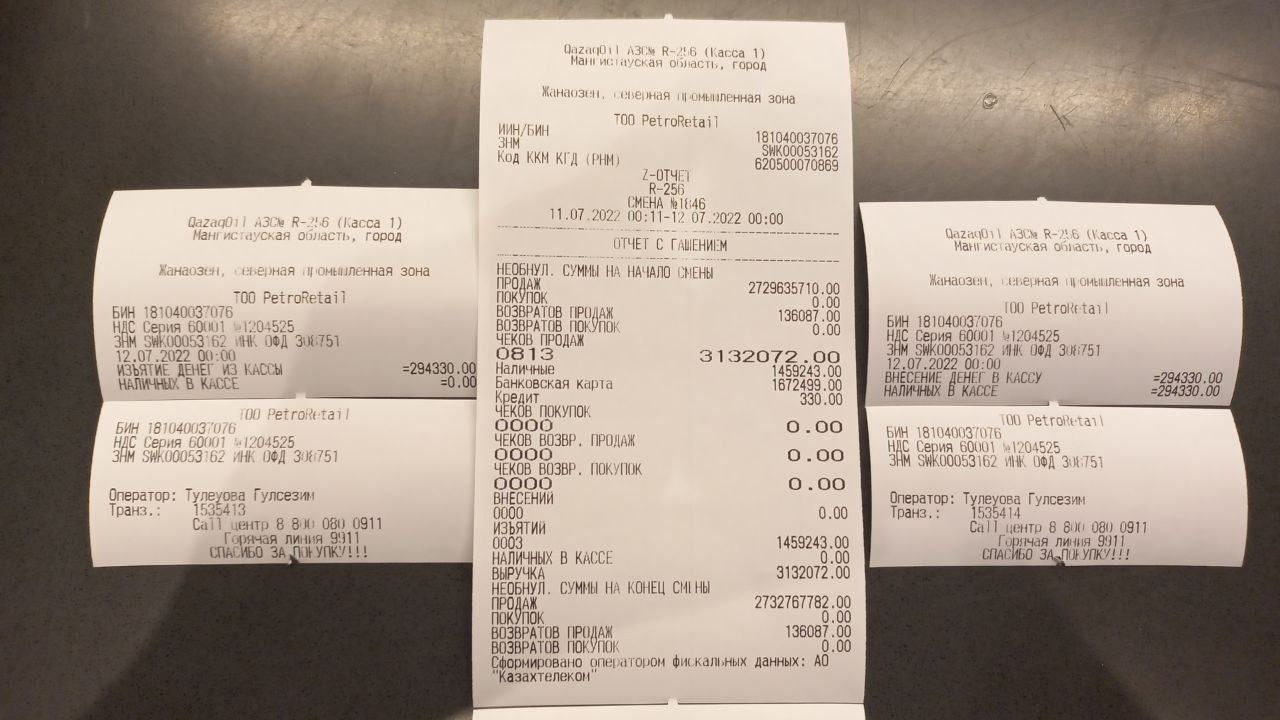 QazaqOil АЗС№ R-256 (Касса 1)
Мангистауская область, город
Жанаозен, северная промышленная зона
ТОО PetroRetail
БИН 181040037076
НДС Серия 60001 №1204525
ЗНМ SWK00053162 ИНК ОФД 308751
12.07.2022 00:00
ИЗЪЯТИЕ ДЕНЕГ ИЗ КАССЫ =294330.00
НАЛИЧНЫХ В КАССЕ =0.00
ТОО PetroRetail
БИН 181040037076
НДС Серия 60001 №1204525
ЗНМ SWK00053162 ИНК ОФД 308751
Оператор: Тулеуова Гулсезим
Транз.: 1535413
Call центр 8 800 080 0911
Горячая линия 9911
СПАСИБО ЗА ПОКУПКУ!!!
QazaqOil АЗС№ R-256 (Касса 1)
Мангистауская область, город
Жанаозен, северная промышленная зона
ТОО PetroRetail
ИИН/БИН 181040037076
ЗНМ SWK00053162
Код ККМ КГД (РНМ) 620500070869
Z-ОТЧЕТ
R-256
СМЕНА №1846
11.07.2022 00:11-12.07.2022 00:00
ОТЧЕТ С ГАШЕНИЕМ
НЕОБНУЛ. СУММЫ НА НАЧАЛО СМЕНЫ
ПРОДАЖ 2729635710.00
ПОКУПОК 0.00
ВОЗВРАТОВ ПРОДАЖ 136087.00
ВОЗВРАТОВ ПОКУПОК 0.00
ЧЕКОВ ПРОДАЖ
0813 3132072.00
Наличные 1459243.00
Банковская карта 1672499.00
Кредит 330.00
ЧЕКОВ ПОКУПОК
0000 0.00
ЧЕКОВ ВОЗВР. ПРОДАЖ
0000 0.00
ЧЕКОВ ВОЗВР. ПОКУПОК
0000 0.00
ВНЕСЕНИЙ
0000 0.00
ИЗЪЯТИЙ
0003 1459243.00
НАЛИЧНЫХ В КАССЕ 0.00
ВЫРУЧКА 3132072.00
НЕОБНУЛ. СУММЫ НА КОНЕЦ СМЕНЫ
ПРОДАЖ 2732767782.00
ПОКУПОК 0.00
ВОЗВРАТОВ ПРОДАЖ 136087.00
ВОЗВРАТОВ ПОКУПОК 0.00
Сформировано оператором фискальных данных: АО
"Казахтелеком"
QazaqOil АЗС№ R-256 (Касса 1)
Мангистауская область, город
Жанаозен, северная промышленная зона
ТОО PetroRetail
БИН 181040037076
НДС Серия 60001 №1204525
ЗНМ SWK00053162 ИНК ОФД 308751
12.07.2022 00:00
ВНЕСЕНИЕ ДЕНЕГ В КАССУ =294330.00
НАЛИЧНЫХ В КАССЕ =294330.00
ТОО PetroRetail
БИН 181040037076
НДС Серия 60001 №1204525
ЗНМ SWK00053162 ИНК ОФД 308751
Оператор: Тулеуова Гулсезим
Транз.: 1535414
Call центр 8 800 080 0911
Горячая линия 9911
СПАСИБО ЗА ПОКУПКУ!!!